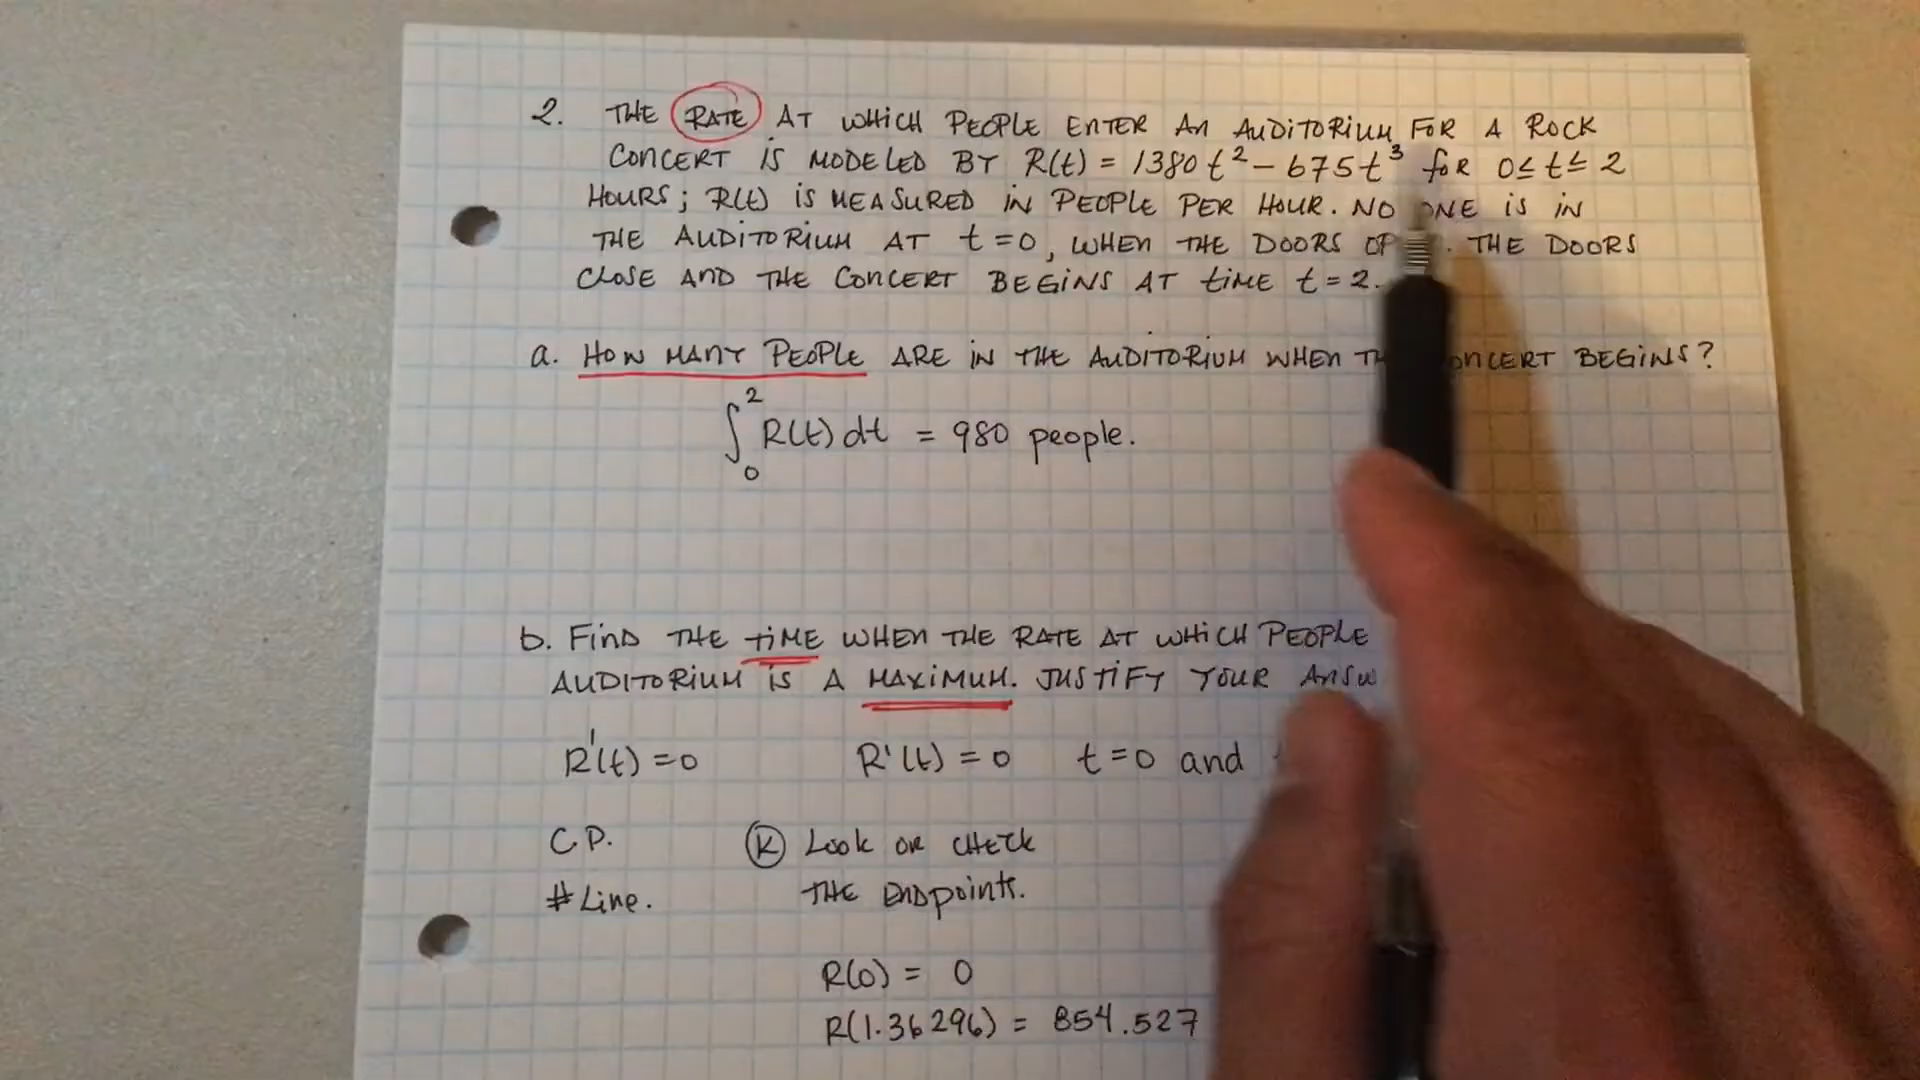 2. THE RATE AT WHICH PEOPLE ENTER AN AUDITORIUM FOR A ROCK
CONCERT IS MODELED BY R(t) = 1380t² - 675t³ for 0 ≤ t ≤ 2
HOURS; R(t) IS MEASURED IN PEOPLE PER HOUR. NO ONE IS IN
THE AUDITORIUM AT t=0, WHEN THE DOORS OP . THE DOORS
CLOSE AND THE CONCERT BEGINS AT TIME t=2.
a. HOW MANY PEOPLE ARE IN THE AUDITORIUM WHEN TH ONCERT BEGINS?
∫₀² R(t) dt = 980 people.
b. FIND THE TIME WHEN THE RATE AT WHICH PEOPLE
AUDITORIUM IS A MAXIMUM. JUSTIFY YOUR ANSW
R'(t) = 0 R'(t) = 0 t=0 and
C.P. Ⓡ Look OR CHECK
# Line. THE ENDpoints.
R(0) = 0
R(1.36296) = 854.527